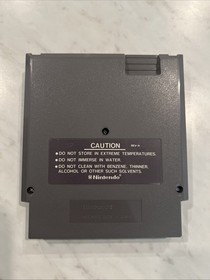 CAUTION
REV-A
• DO NOT STORE IN EXTREME TEMPERATURES.
• DO NOT IMMERSE IN WATER.
• DO NOT CLEAN WITH BENZENE, THINNER,
ALCOHOL OR OTHER SUCH SOLVENTS.
Nintendo